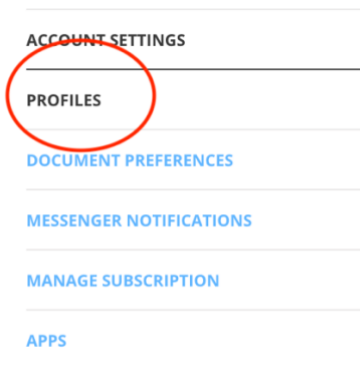 ACCOUNT SETTINGS
PROFILES
DOCUMENT PREFERENCES
MESSENGER NOTIFICATIONS
MANAGE SUBSCRIPTION
APPS